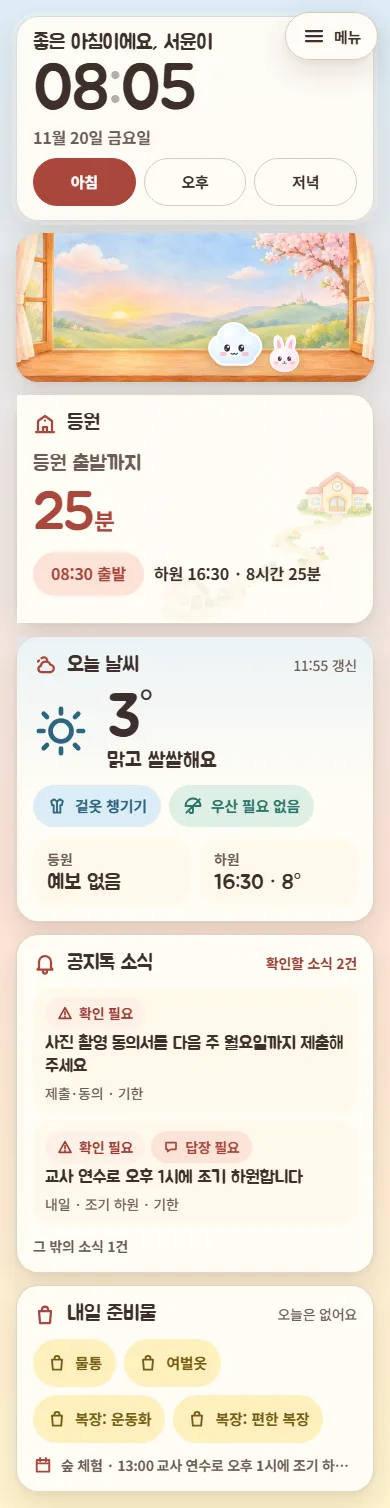 좋은 아침이에요, 서윤이
메뉴
08:05
11월 20일 금요일
아침
오후
저녁
등원
등원 출발까지
25분
08:30 출발
하원 16:30 · 8시간 25분
오늘 날씨
11:55 갱신
3°
맑고 쌀쌀해요
겉옷 챙기기
우산 필요 없음
등원
예보 없음
하원
16:30 · 8°
공지톡 소식
확인할 소식 2건
확인 필요
사진 촬영 동의서를 다음 주 월요일까지 제출해
주세요
제출·동의 · 기한
확인 필요
답장 필요
교사 연수로 오후 1시에 조기 하원합니다
내일 · 조기 하원 · 기한
그 밖의 소식 1건
내일 준비물
오늘은 없어요
물통
여벌옷
복장: 운동화
복장: 편한 복장
숲 체험 · 13:00 교사 연수로 오후 1시에 조기 하…